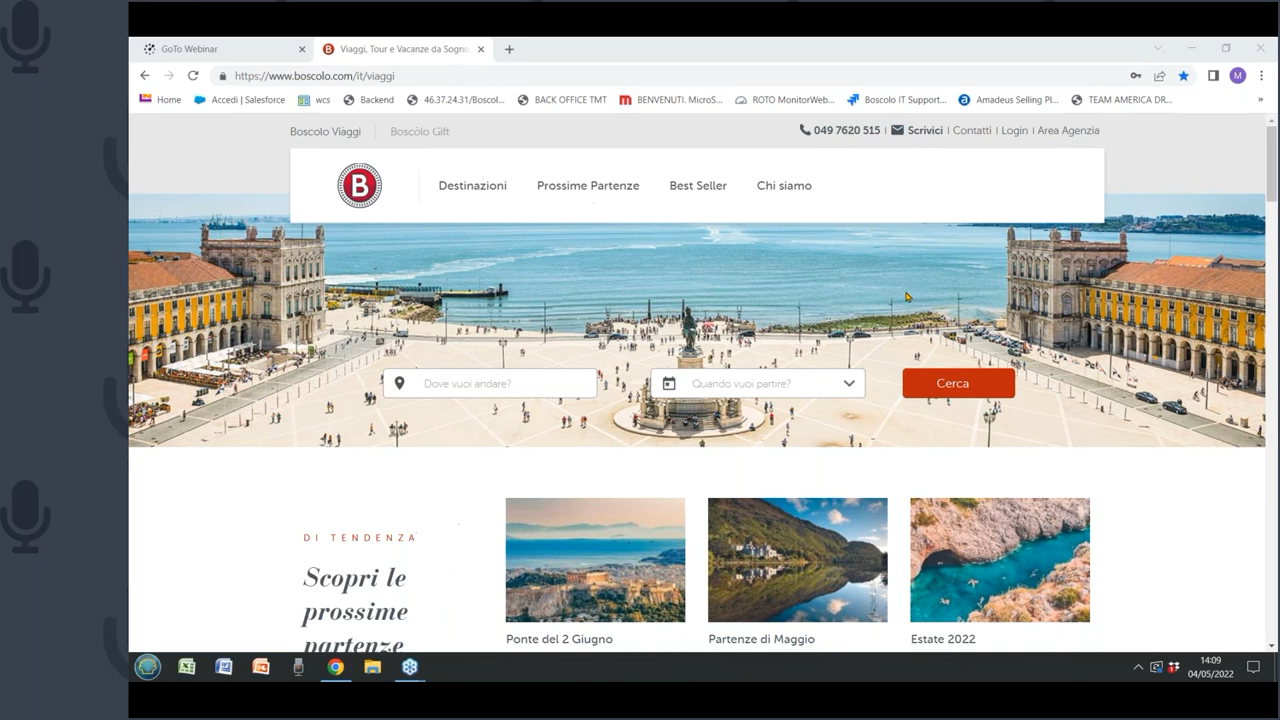 GoTo Webinar
Viaggi, Tour e Vacanze da Sogno
https://www.boscolo.com/it/viaggi
M
Home
Accedi | Salesforce
wcs
Backend
46.37.24.31/Boscol...
BACK OFFICE TMT
BENVENUTI. MicroS...
ROTO MonitorWeb...
Boscolo IT Support...
Amadeus Selling Pl...
TEAM AMERICA DR...
»
Boscolo Viaggi
Boscolo Gift
049 7620 515 | Scrivici | Contatti | Login | Area Agenzia
B
Destinazioni
Prossime Partenze
Best Seller
Chi siamo
Dove vuoi andare?
Quando vuoi partire?
Cerca
DI TENDENZA
Scopri le
prossime
partenze
Ponte del 2 Giugno
Partenze di Maggio
Estate 2022
14:09
04/05/2022